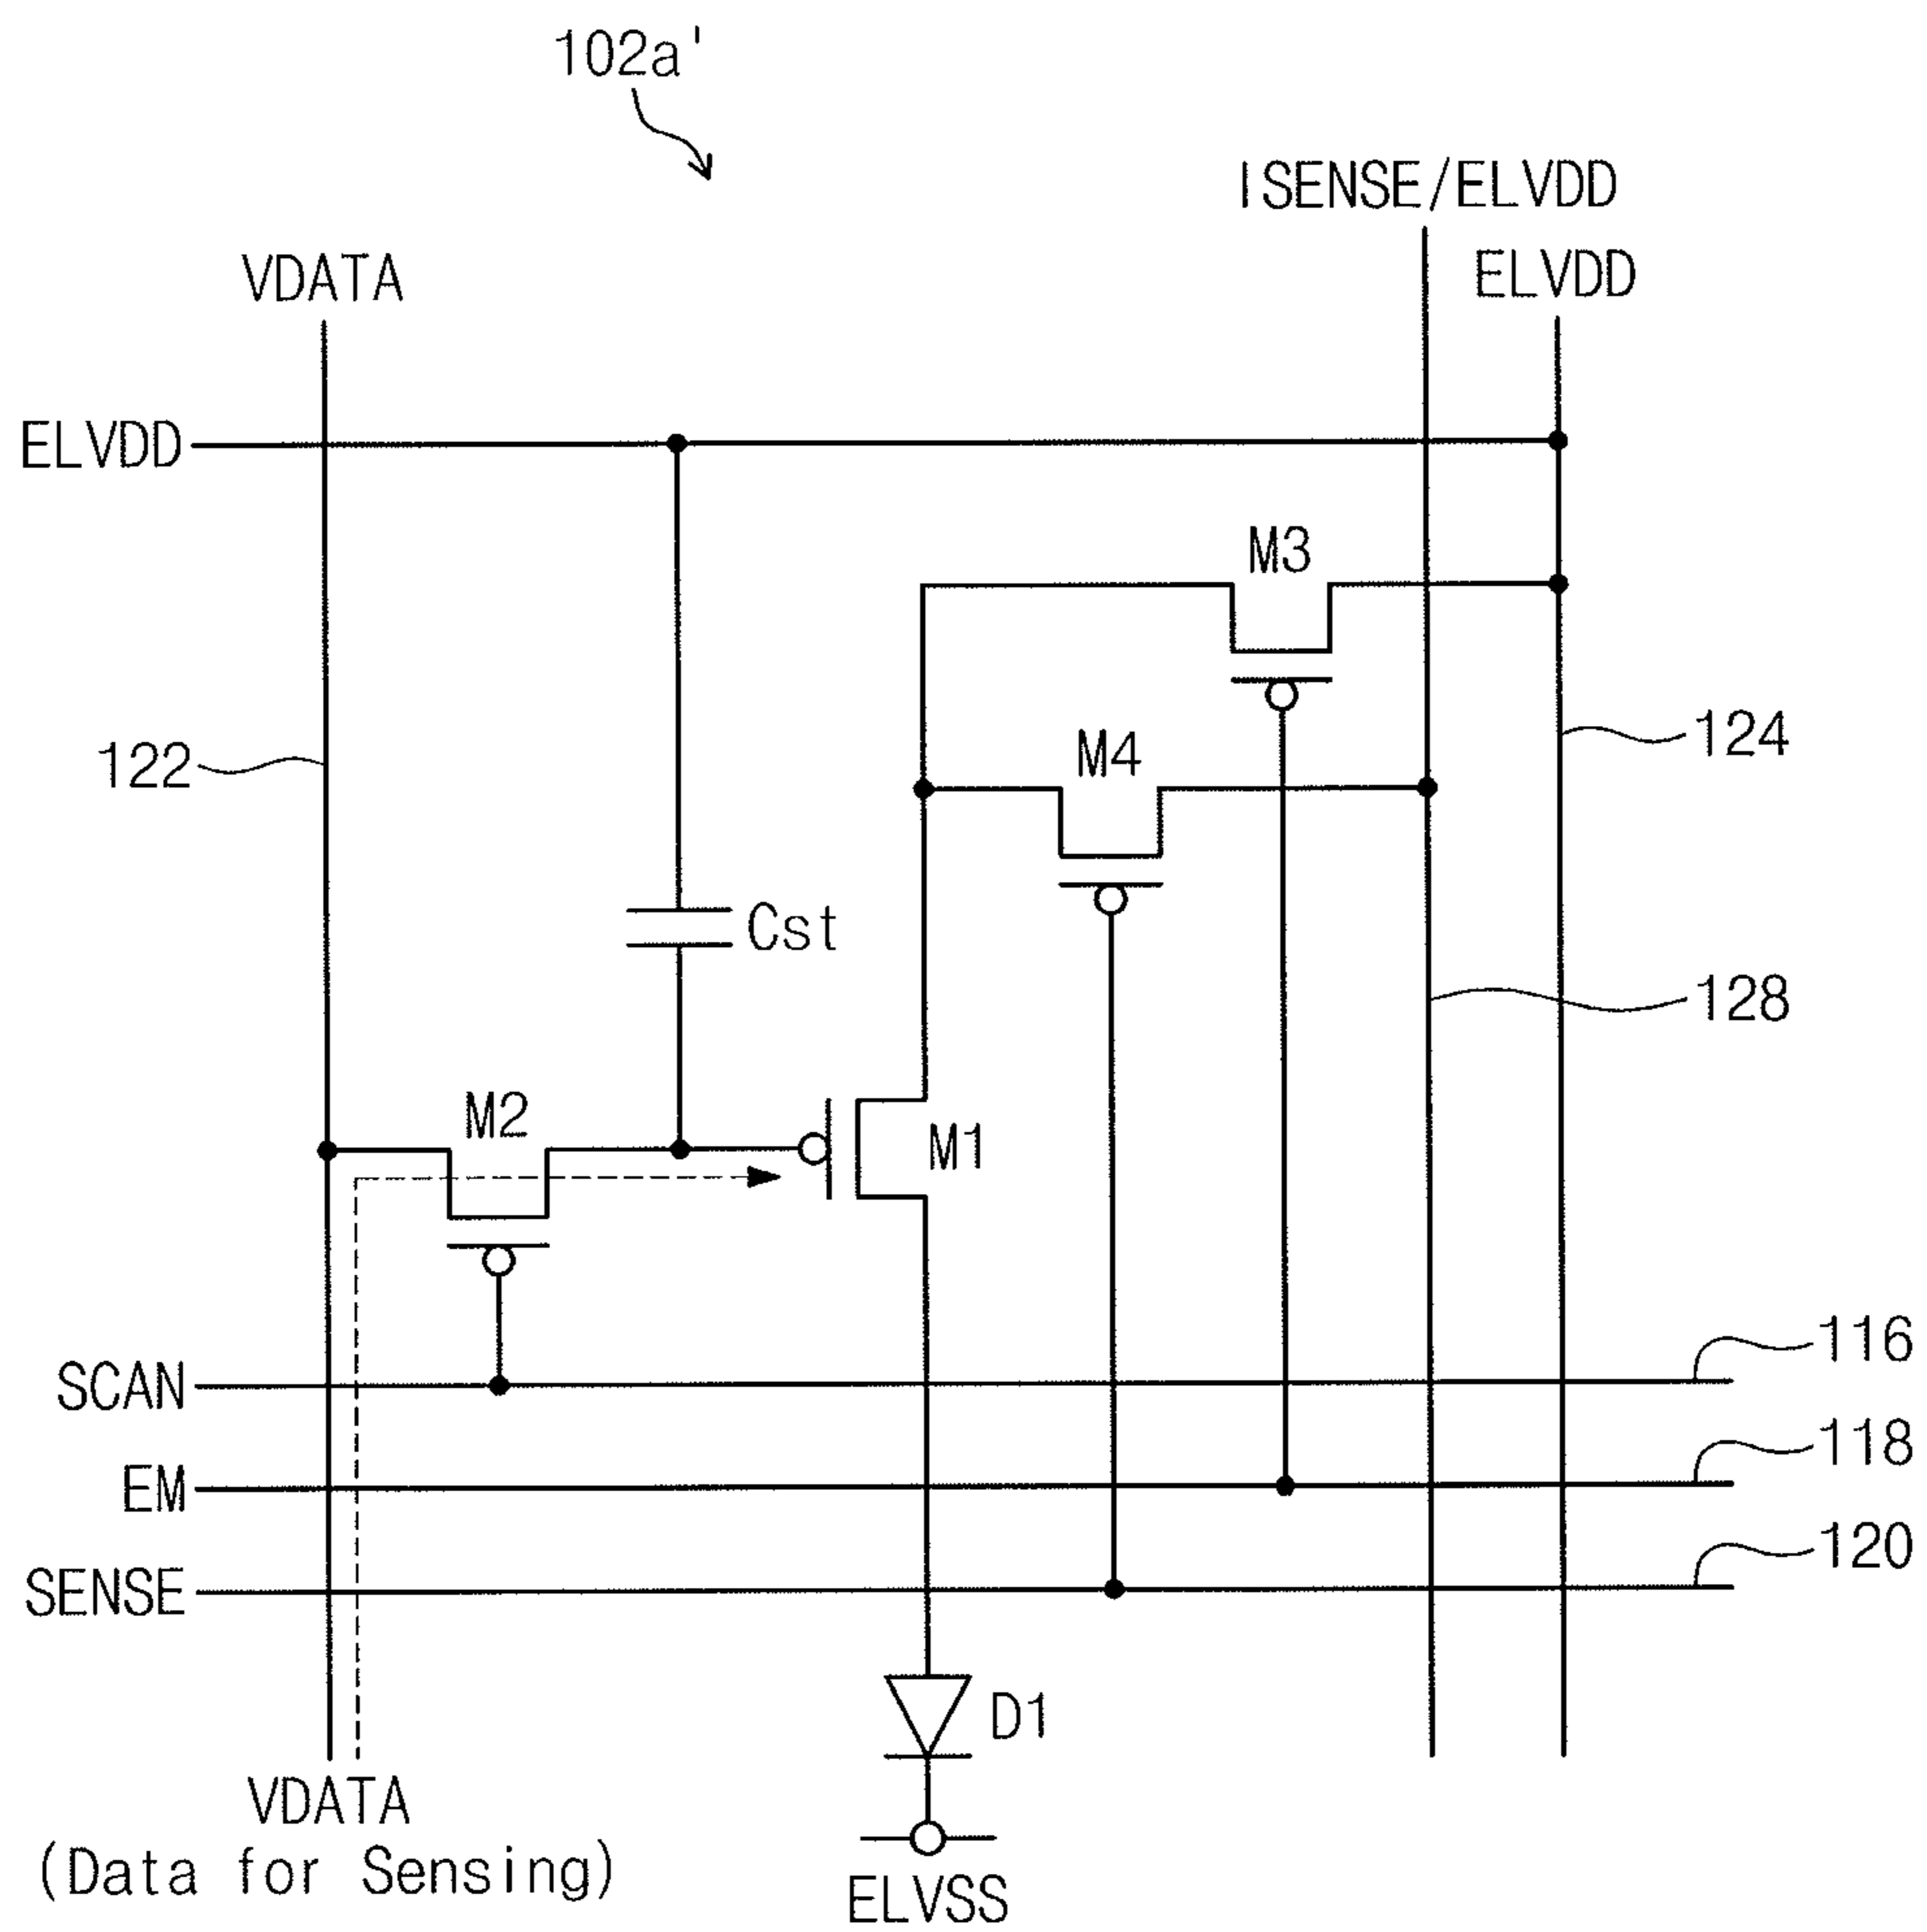 102a'
ISENSE/ELVDD
VDATA
ELVDD
ELVDD
M3
M4
124
122
Cst
128
M2
M1
SCAN
116
EM
118
SENSE
120
D1
VDATA
(Data for Sensing)
ELVSS